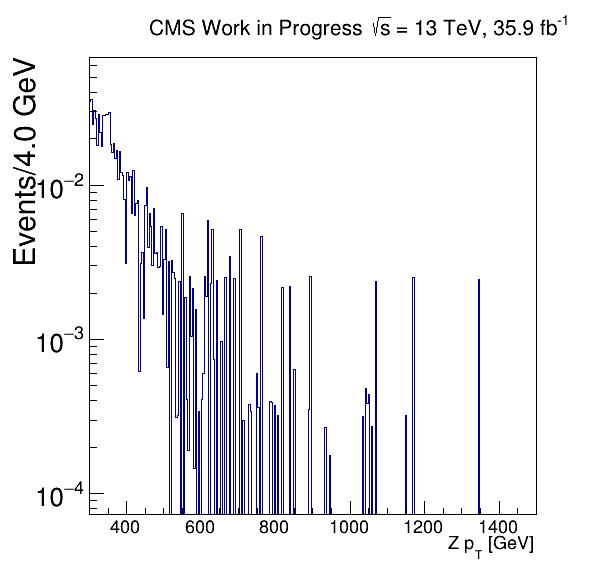 CMS Work in Progress √s = 13 TeV, 35.9 fb⁻¹
Events/4.0 GeV
10⁻²
10⁻³
10⁻⁴
400 600 800 1000 1200 1400
Z p_T [GeV]